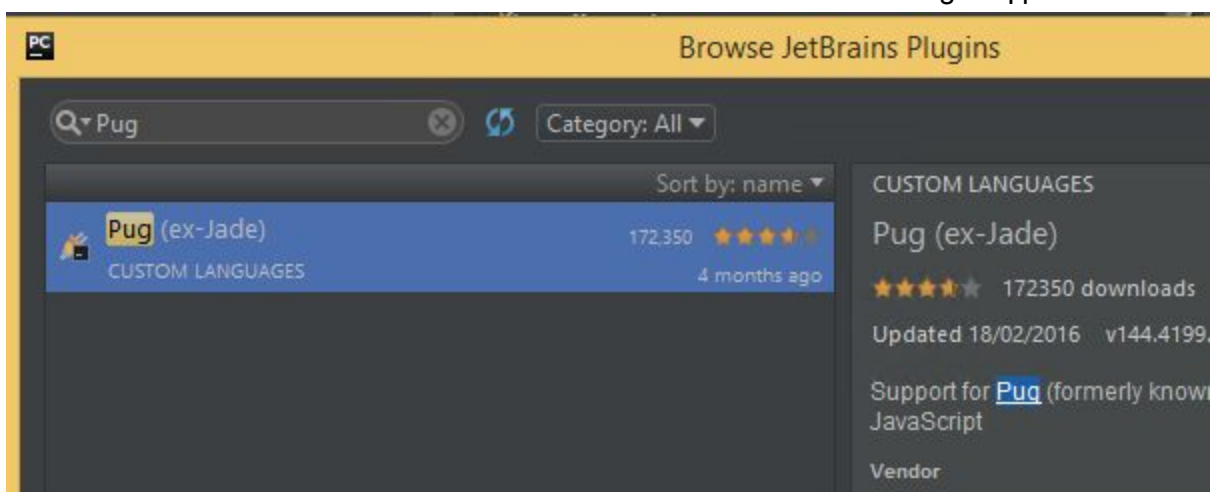 PC
Browse JetBrains Plugins
Pug
Category: All
Sort by: name
Pug (ex-Jade)
172,350
CUSTOM LANGUAGES
4 months ago
CUSTOM LANGUAGES
Pug (ex-Jade)
172350 downloads
Updated 18/02/2016 v144.4199.
Support for Pug (formerly known
JavaScript
Vendor